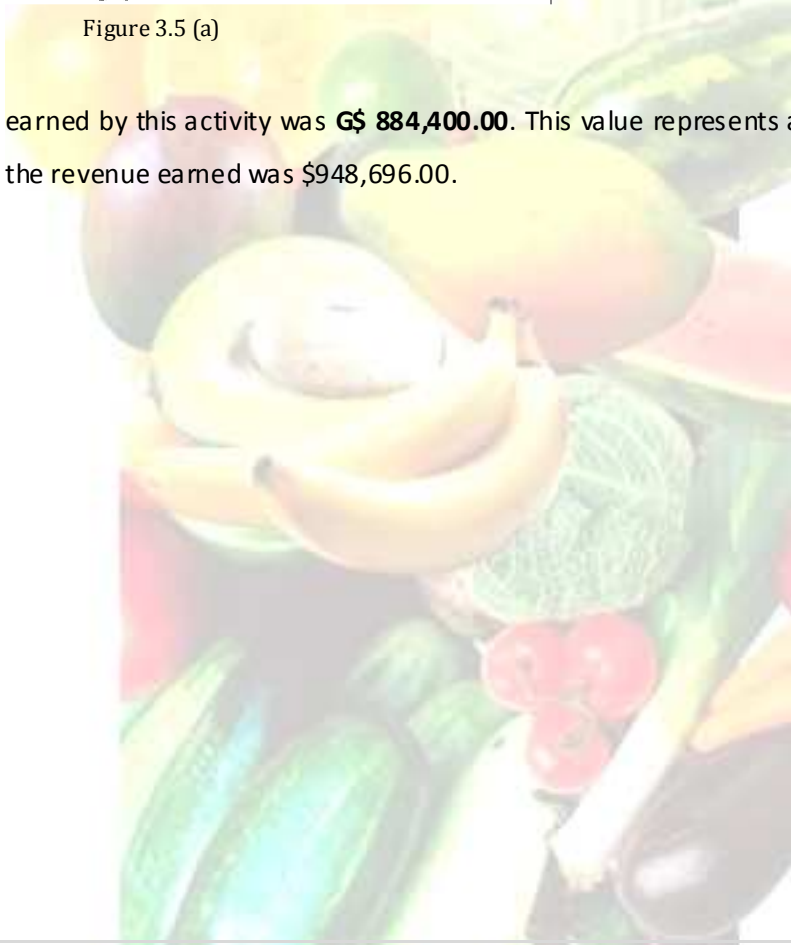 Figure 3.5 (a)
earned by this activity was G$ 884,400.00. This value represents a
the revenue earned was $948,696.00.